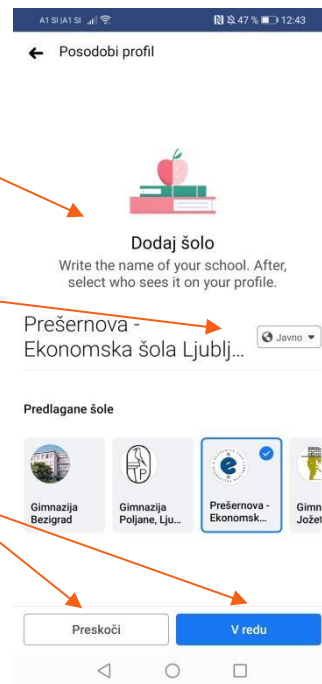 A1 SI |A1 SI 47 % 12:43
Posodobi profil
Dodaj šolo
Write the name of your school. After,
select who sees it on your profile.
Prešernova -
Ekonomska šola Ljublj...
Javno
Predlagane šole
Gimnazija
Bezigrad
Gimnazija
Poljane, Lju...
Prešernova -
Ekonomsk...
Gimn
Jožet
Preskoči
V redu